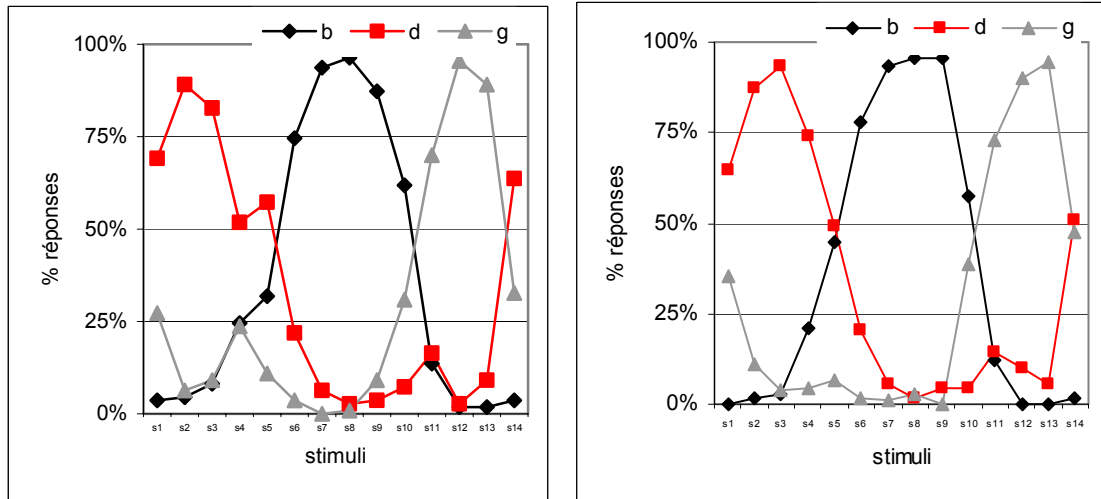 b d g
100%
75%
50%
25%
0%
% réponses
s1 s2 s3 s4 s5 s6 s7 s8 s9 s10 s11 s12 s13 s14
stimuli
b d g
100%
75%
50%
25%
0%
% réponses
s1 s2 s3 s4 s5 s6 s7 s8 s9 s10 s11 s12 s13 s14
stimuli